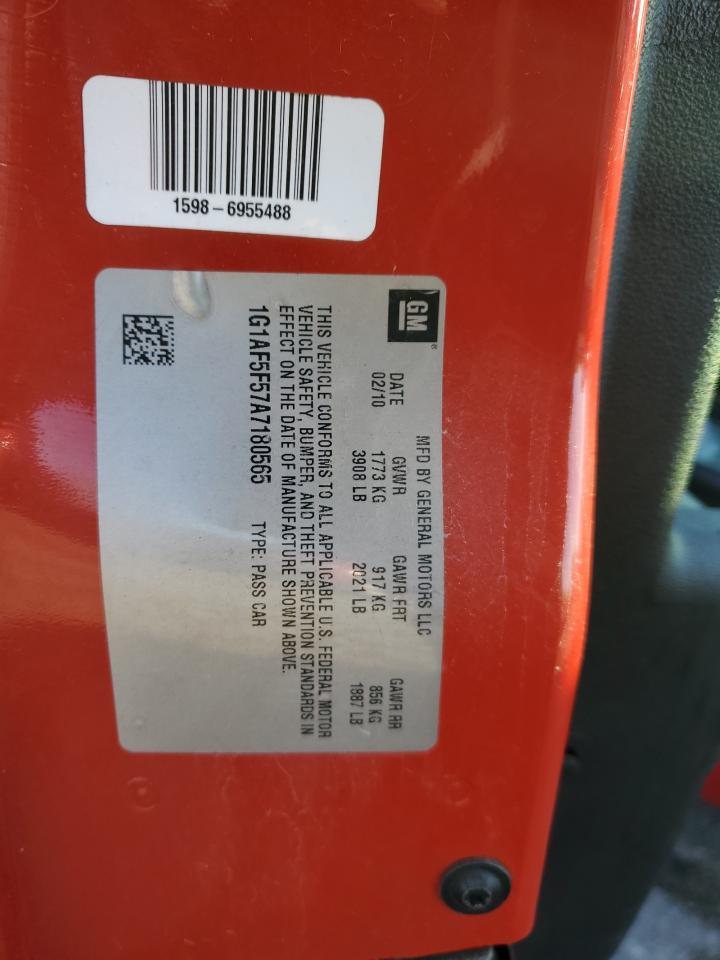 1598-6955488
GM
MFD BY GENERAL MOTORS LLC
DATE GVWR GAWR FRT GAWR RR
02/10 1773 KG 917 KG 856 KG
3908 LB 2021 LB 1887 LB
THIS VEHICLE CONFORMS TO ALL APPLICABLE U.S. FEDERAL MOTOR
VEHICLE SAFETY, BUMPER, AND THEFT PREVENTION STANDARDS IN
EFFECT ON THE DATE OF MANUFACTURE SHOWN ABOVE.
1G1AF5F57A7180565 TYPE: PASS CAR